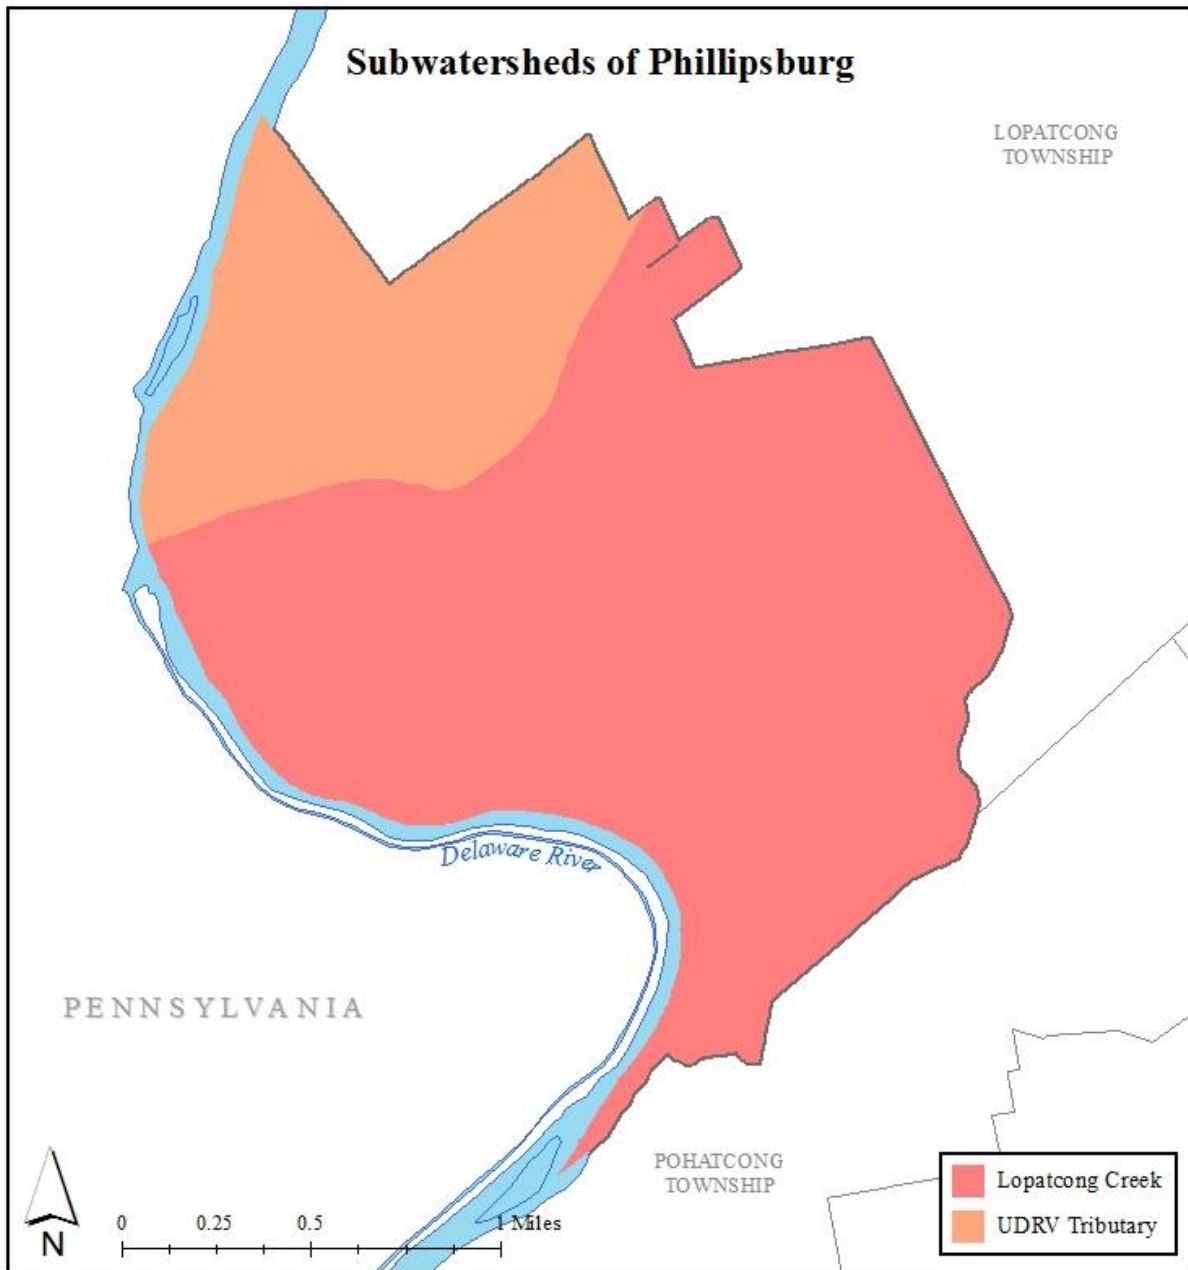 Subwatersheds of Phillipsburg
LOPATCONG
TOWNSHIP
Delaware River
PENNSYLVANIA
POHATCONG
TOWNSHIP
Lopatcong Creek
UDRV Tributary
N
0 0.25 0.5 1 Miles